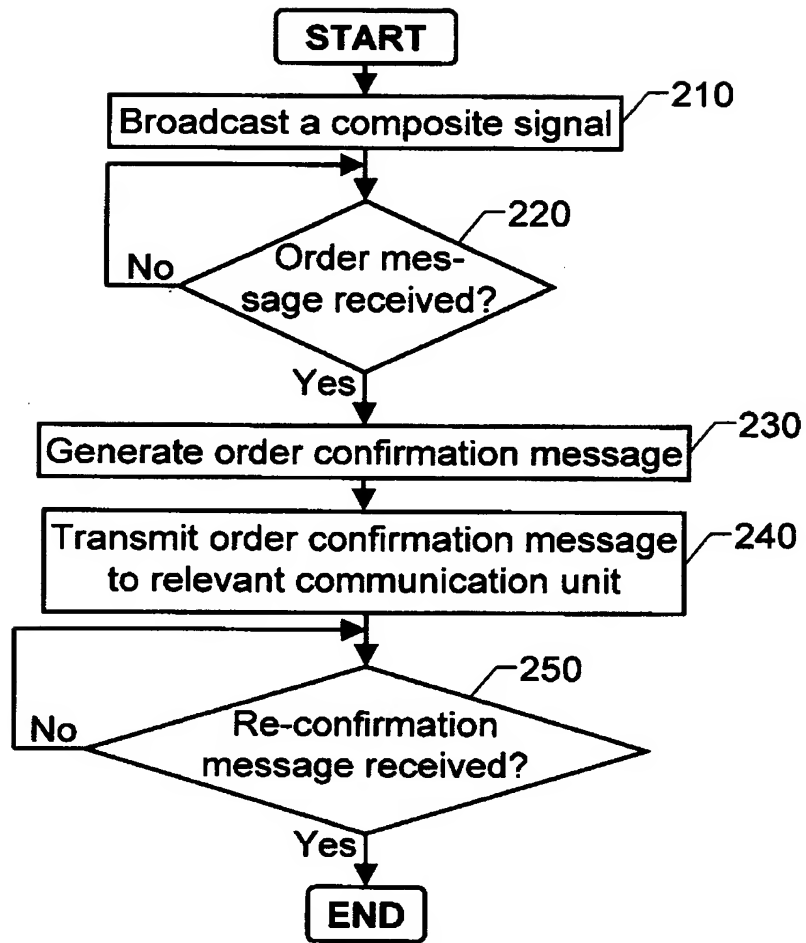 START
210
Broadcast a composite signal
220
Order mes-
sage received?
No
Yes
230
Generate order confirmation message
Transmit order confirmation message
to relevant communication unit
240
250
Re-confirmation
message received?
No
Yes
END